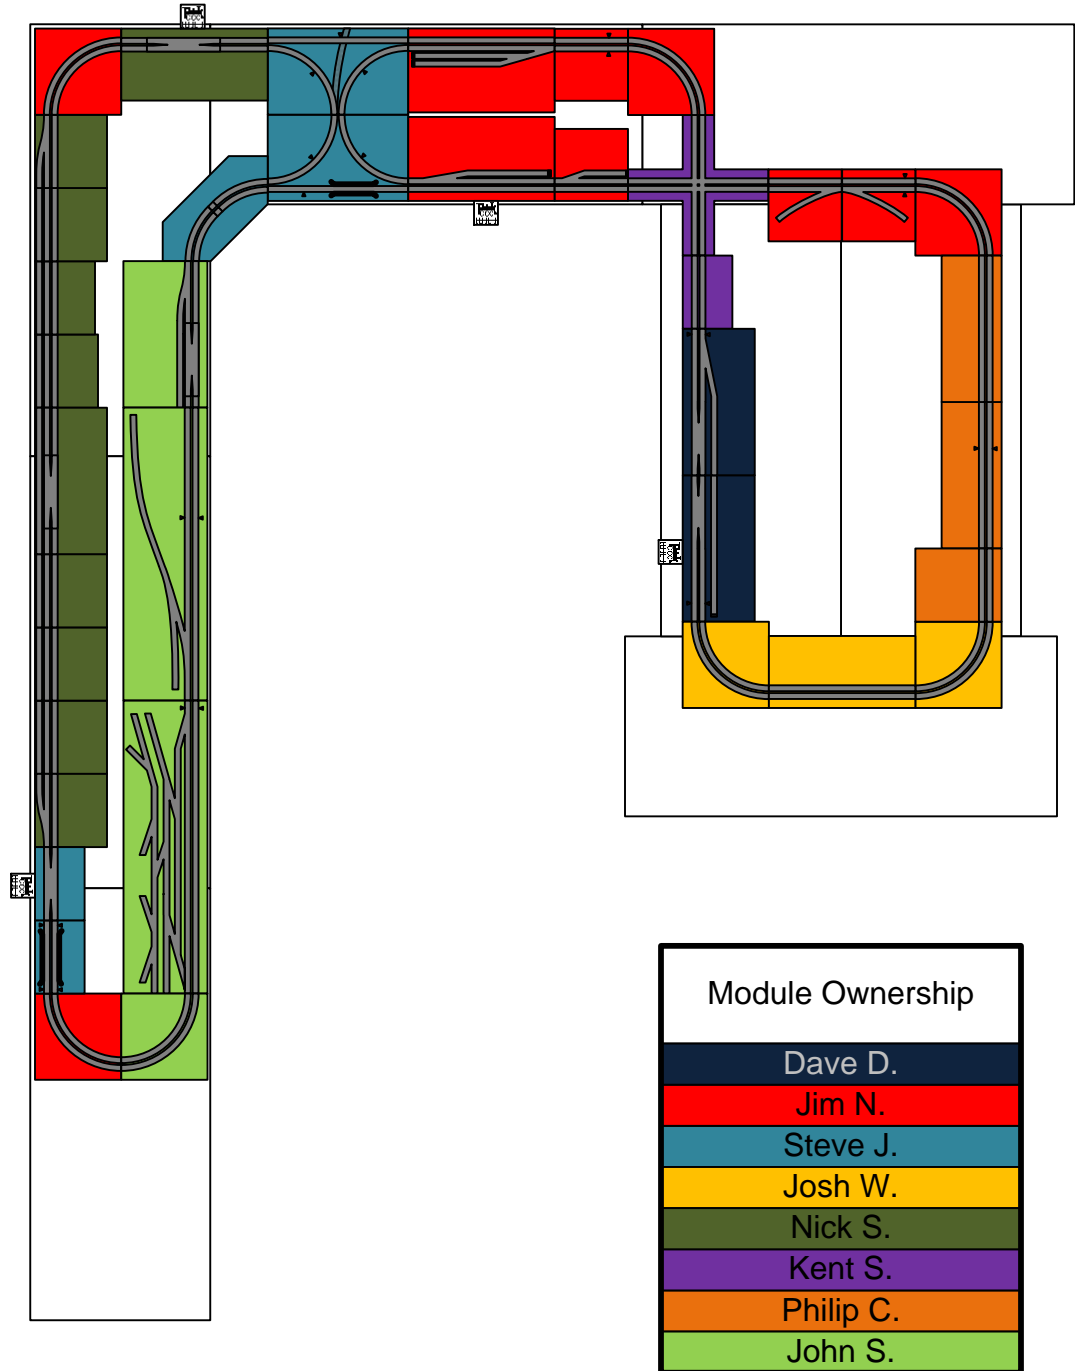 Module Ownership
Dave D.
Jim N.
Steve J.
Josh W.
Nick S.
Kent S.
Philip C.
John S.